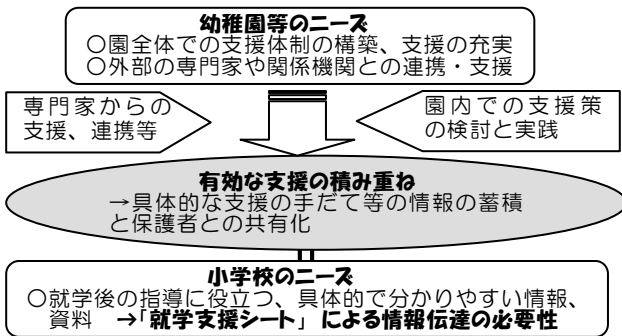 幼稚園等のニーズ
○園全体での支援体制の構築、支援の充実
○外部の専門家や関係機関との連携・支援
専門家からの
支援、連携等
園内での支援策
の検討と実践
有効な支援の積み重ね
→具体的な支援の手だて等の情報の蓄積
と保護者との共有化
小学校のニーズ
○就学後の指導に役立つ、具体的で分かりやすい情報、
資料 →「就学支援シート」による情報伝達の必要性